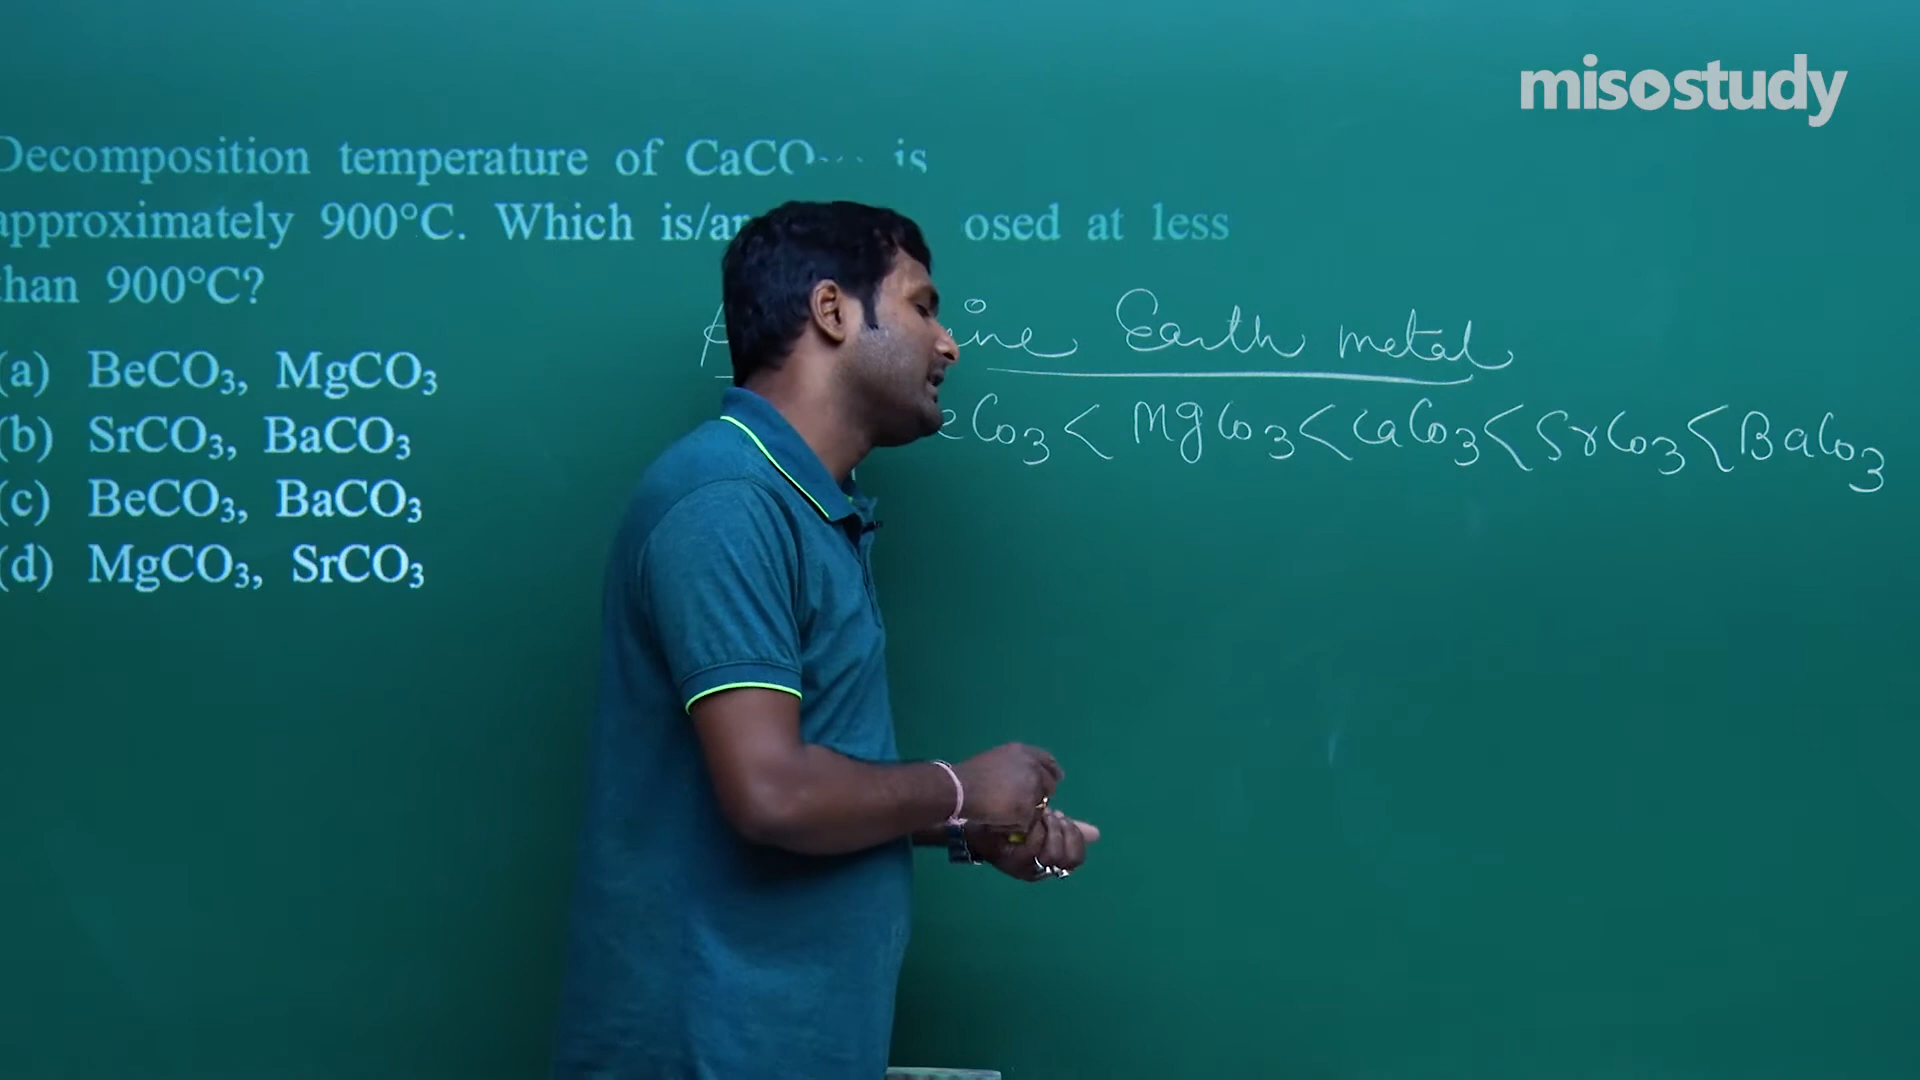 misostudy
Decomposition temperature of CaCO is
approximately 900°C. Which is/ar osed at less
than 900°C?
(a) BeCO₃, MgCO₃
(b) SrCO₃, BaCO₃
(c) BeCO₃, BaCO₃
(d) MgCO₃, SrCO₃
ine Earth metal
eCo₃ < MgCo₃ < CaCo₃ < SrCo₃ < BaCo₃